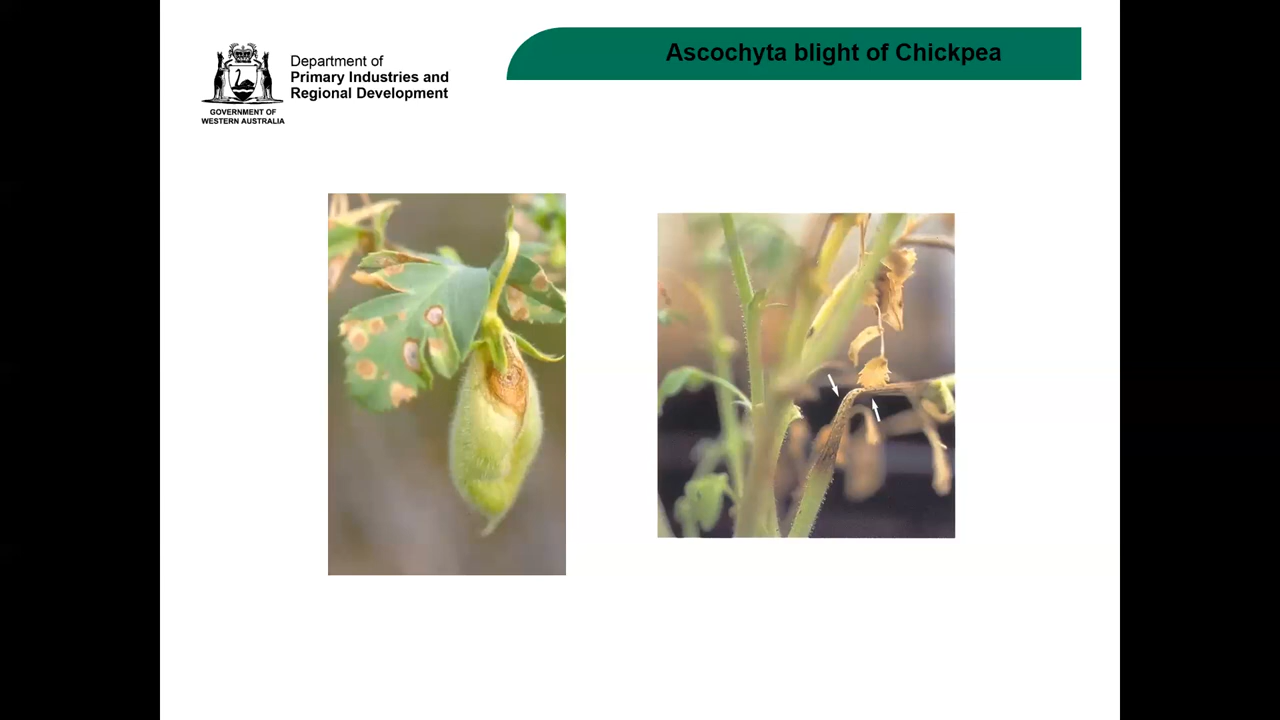 Department of
Primary Industries and
Regional Development
GOVERNMENT OF
WESTERN AUSTRALIA
Ascochyta blight of Chickpea